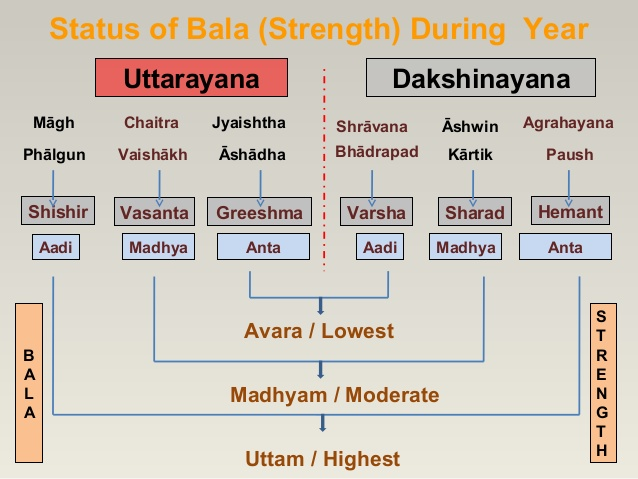 Status of Bala (Strength) During Year
Uttarayana
Dakshinayana
Māgh
Chaitra
Jyaishtha
Shrāvana
Āshwin
Agrahayana
Phālgun
Vaishākh
Āshādha
Bhādrapad
Kārtik
Paush
Shishir
Vasanta
Greeshma
Varsha
Sharad
Hemant
Aadi
Madhya
Anta
Aadi
Madhya
Anta
Avara / Lowest
Madhyam / Moderate
Uttam / Highest
B
A
L
A
S
T
R
E
N
G
T
H